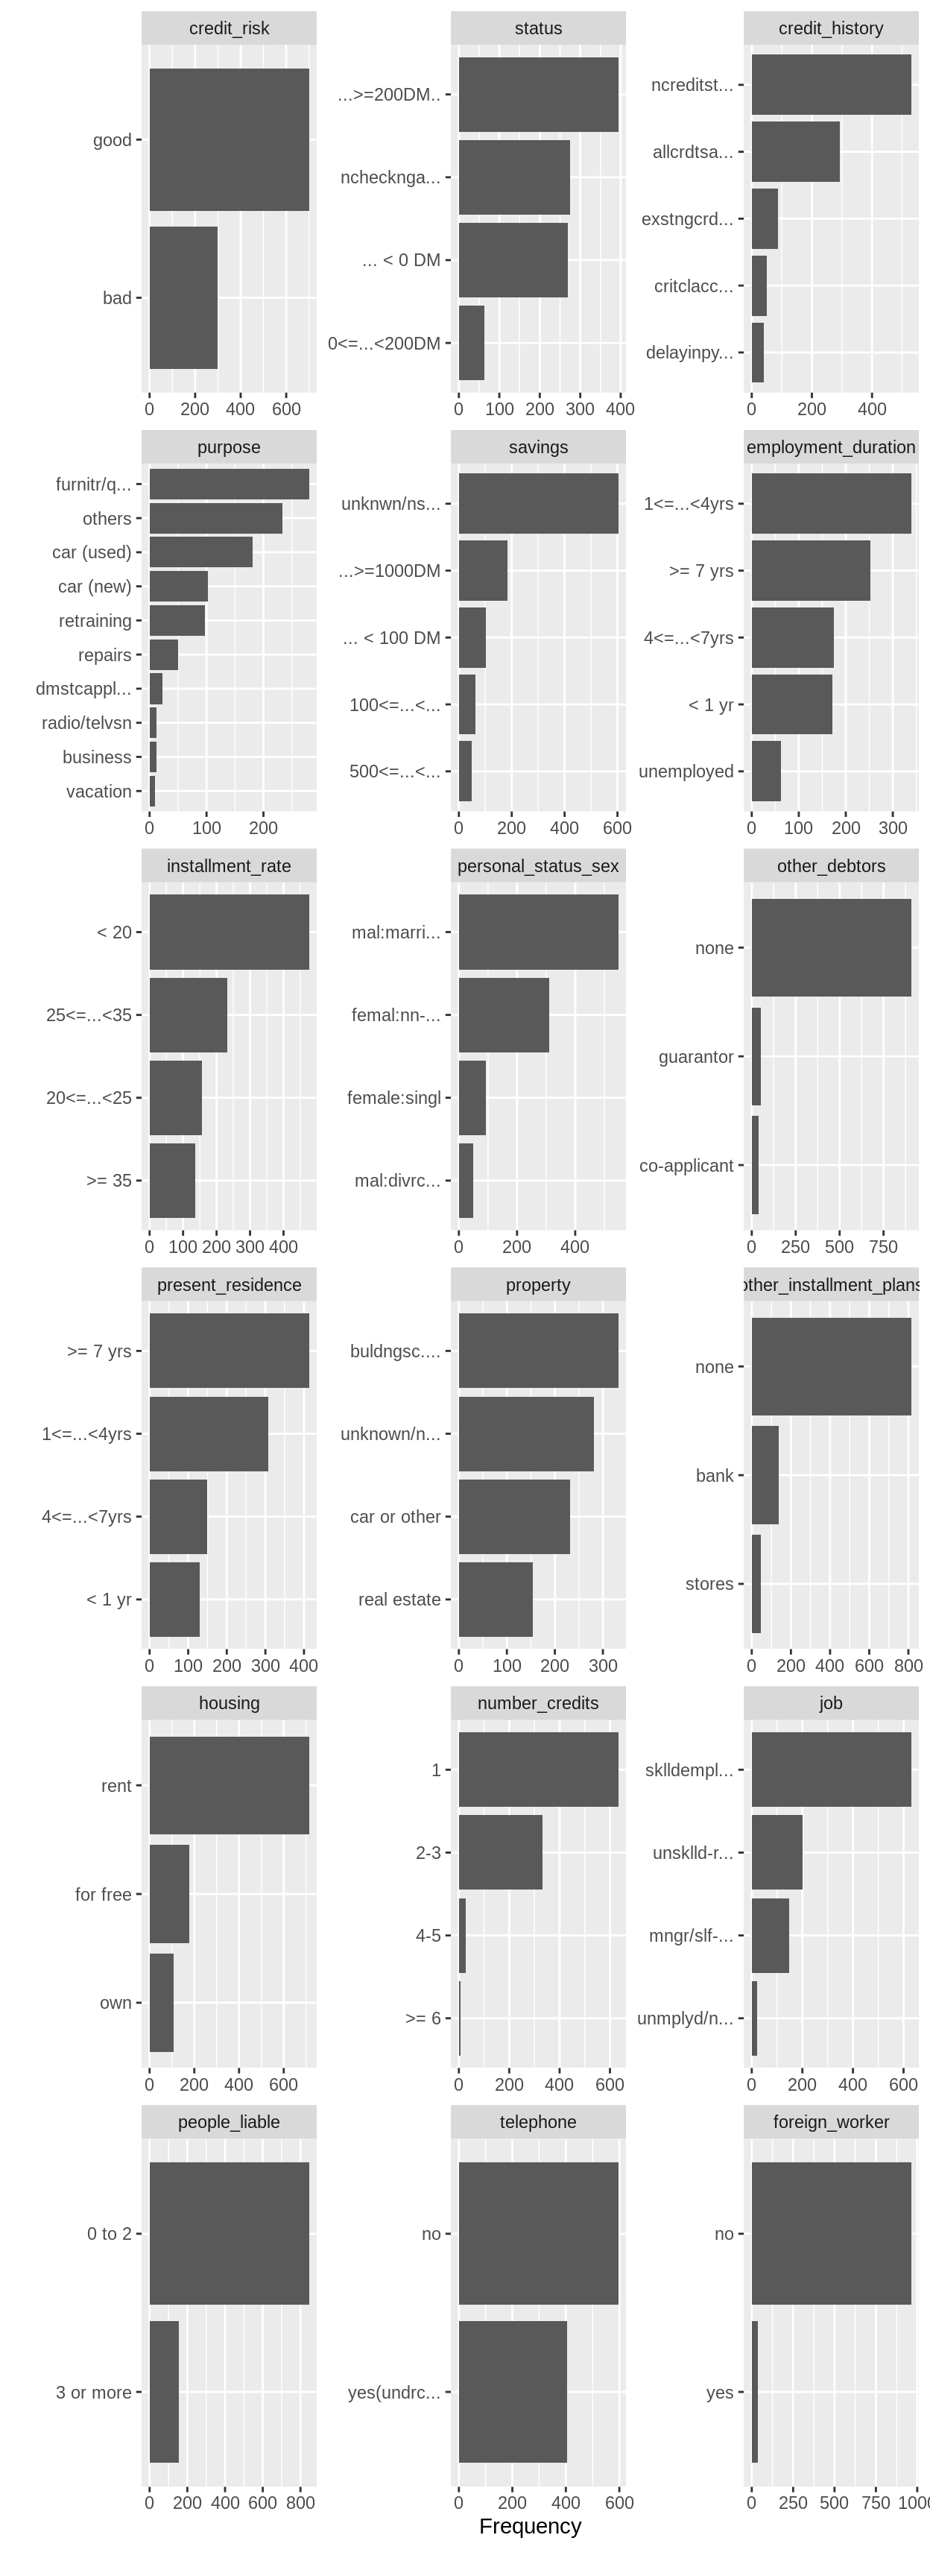 credit_risk
good
bad
0 200 400 600
status
...>=200DM..
ncheckngа...
... < 0 DM
0<=...<200DM
0 100 200 300 400
credit_history
ncreditst...
allcrdtsa...
exstngcrd...
critclacc...
delayinpy...
0 200 400
purpose
furnitr/q...
others
car (used)
car (new)
retraining
repairs
dmstcappl...
radio/telvsn
business
vacation
0 100 200
savings
unknwn/ns...
...>=1000DM
... < 100 DM
100<=...<...
500<=...<...
0 200 400 600
employment_duration
1<=...<4yrs
>= 7 yrs
4<=...<7yrs
< 1 yr
unemployed
0 100 200 300
installment_rate
< 20
25<=...<35
20<=...<25
>= 35
0 100 200 300 400
personal_status_sex
mal:marri...
femal:nn-...
female:singl
mal:divrc...
0 200 400
other_debtors
none
guarantor
co-applicant
0 250 500 750
present_residence
>= 7 yrs
1<=...<4yrs
4<=...<7yrs
< 1 yr
0 100 200 300 400
property
buldngsc....
unknown/n...
car or other
real estate
0 100 200 300
other_installment_plans
none
bank
stores
0 200 400 600 800
housing
rent
for free
own
0 200 400 600
number_credits
1
2-3
4-5
>= 6
0 200 400 600
job
sklldempl...
unsklld-r...
mngr/slf-...
unmplyd/n...
0 200 400 600
people_liable
0 to 2
3 or more
0 200 400 600 800
telephone
no
yes(undrc...
0 200 400 600
foreign_worker
no
yes
0 250 500 750 1000
Frequency